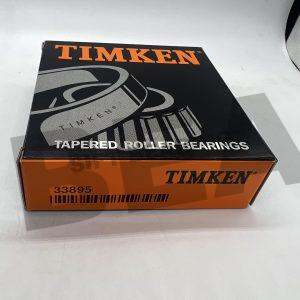 TIMKEN
TIMKEN®
TAPERED ROLLER BEARINGS
33895
TIMKEN®